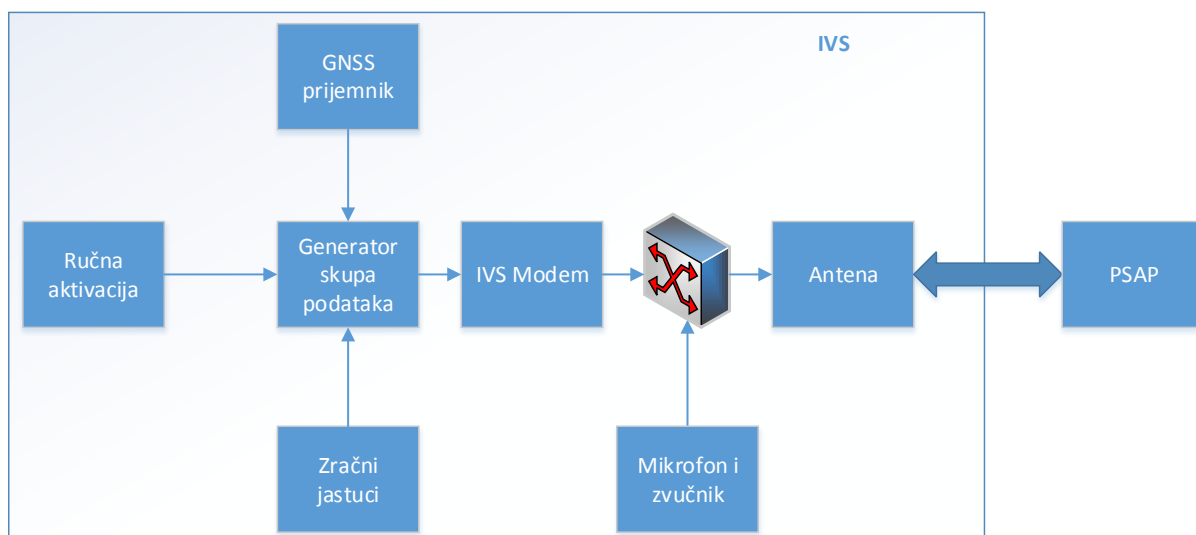 IVS
GNSS
prijemnik
Ručna
aktivacija
Generator
skupa
podataka
IVS Modem
Antena
PSAP
Zračni
jastuci
Mikrofon i
zvučnik